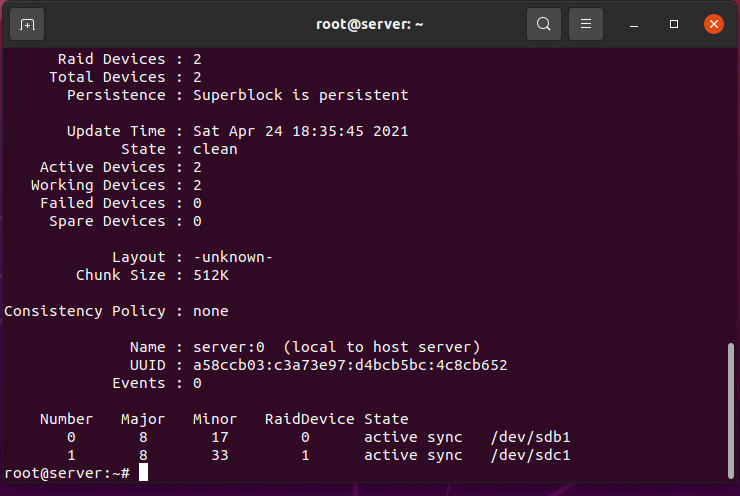 root@server: ~
Raid Devices : 2
Total Devices : 2
Persistence : Superblock is persistent
Update Time : Sat Apr 24 18:35:45 2021
State : clean
Active Devices : 2
Working Devices : 2
Failed Devices : 0
Spare Devices : 0
Layout : -unknown-
Chunk Size : 512K
Consistency Policy : none
Name : server:0  (local to host server)
UUID : a58ccb03:c3a73e97:d4bcb5bc:4c8cb652
Events : 0
Number   Major   Minor   RaidDevice State
0       8       17        0      active sync   /dev/sdb1
1       8       33        1      active sync   /dev/sdc1
root@server:~#